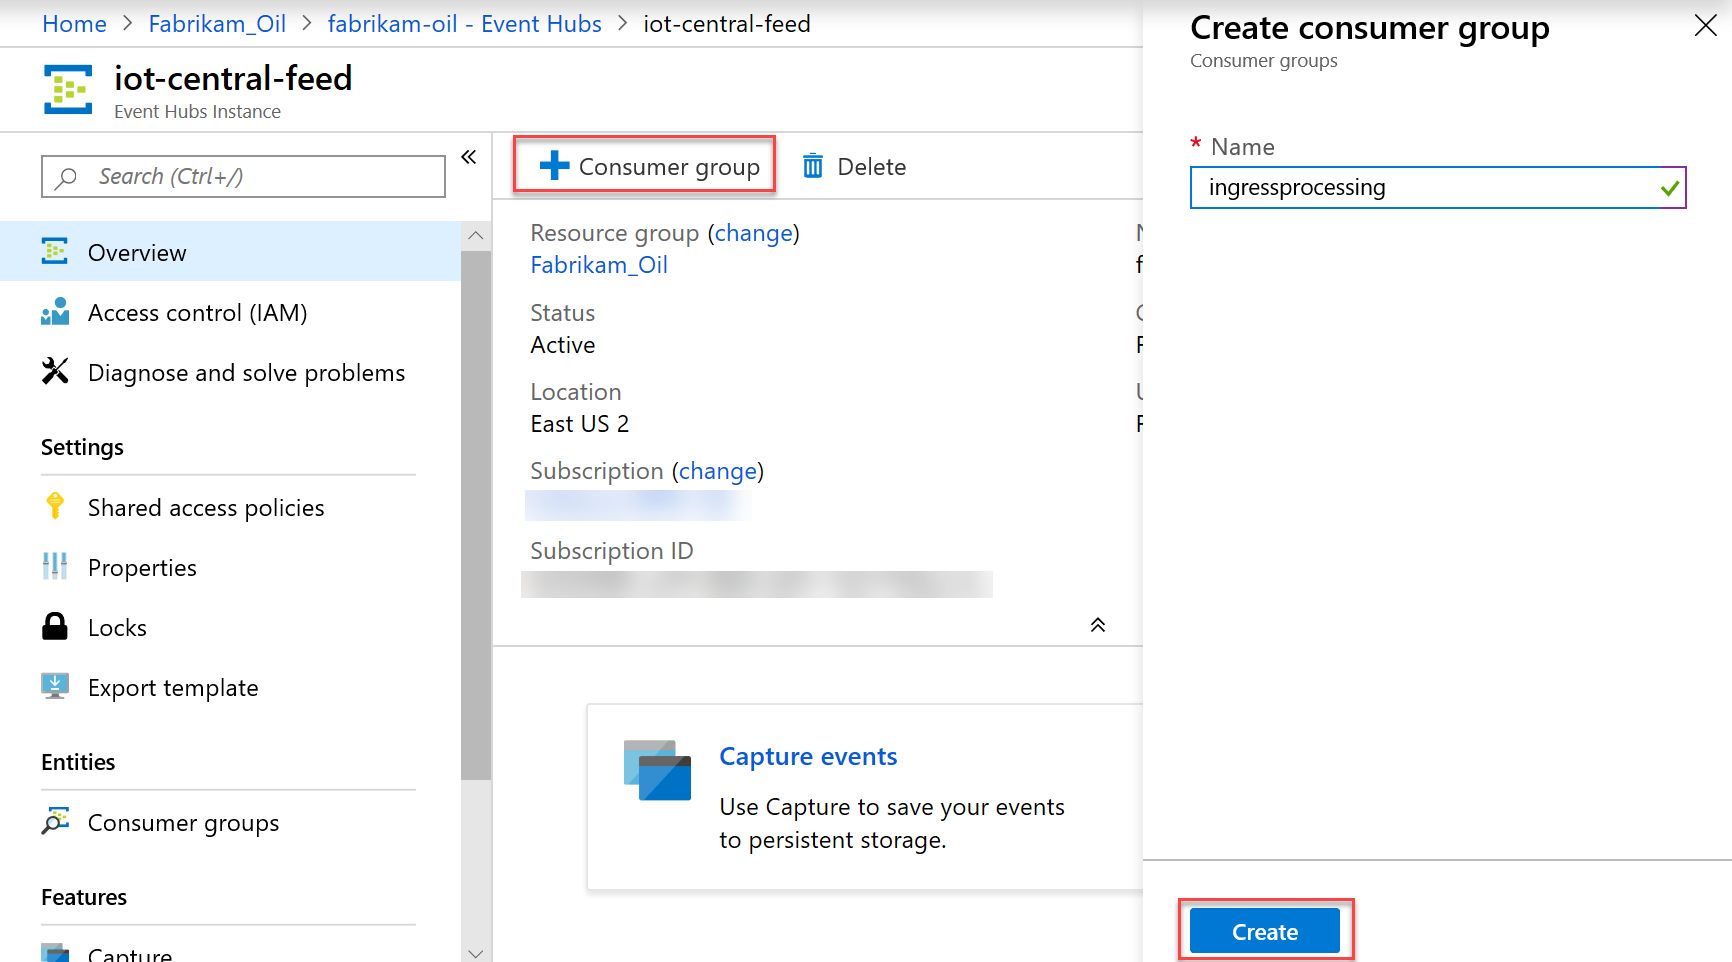 Home > Fabrikam_Oil > fabrikam-oil - Event Hubs > iot-central-feed
iot-central-feed
Event Hubs Instance
Search (Ctrl+/)
Overview
Access control (IAM)
Diagnose and solve problems
Settings
Shared access policies
Properties
Locks
Export template
Entities
Consumer groups
Features
Capture
Consumer group
Delete
Resource group (change)
Fabrikam_Oil
Status
Active
Location
East US 2
Subscription (change)
Subscription ID
Capture events
Use Capture to save your events
to persistent storage.
Create consumer group
Consumer groups
* Name
ingressprocessing
Create